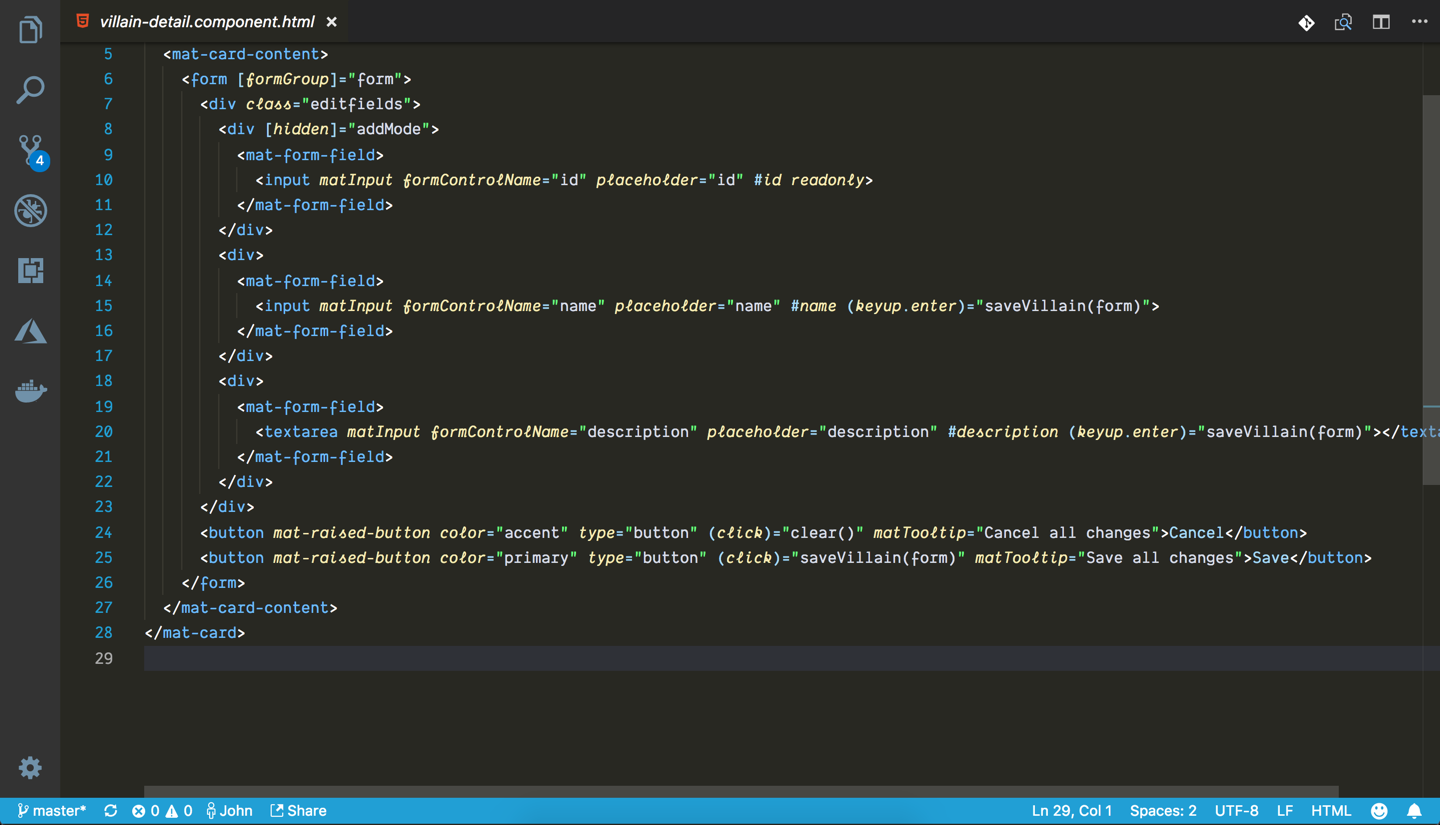 villain-detail.component.html
5 <mat-card-content>
6 <form [formGroup]="form">
7 <div class="editfields">
8 <div [hidden]="addMode">
9 <mat-form-field>
10 <input matInput formControlName="id" placeholder="id" #id readonly>
11 </mat-form-field>
12 </div>
13 <div>
14 <mat-form-field>
15 <input matInput formControlName="name" placeholder="name" #name (keyup.enter)="saveVillain(form)">
16 </mat-form-field>
17 </div>
18 <div>
19 <mat-form-field>
20 <textarea matInput formControlName="description" placeholder="description" #description (keyup.enter)="saveVillain(form)"></texta
21 </mat-form-field>
22 </div>
23 </div>
24 <button mat-raised-button color="accent" type="button" (click)="clear()" matTooltip="Cancel all changes">Cancel</button>
25 <button mat-raised-button color="primary" type="button" (click)="saveVillain(form)" matTooltip="Save all changes">Save</button>
26 </form>
27 </mat-card-content>
28 </mat-card>
29
4
master* 0 0 John Share Ln 29, Col 1 Spaces: 2 UTF-8 LF HTML